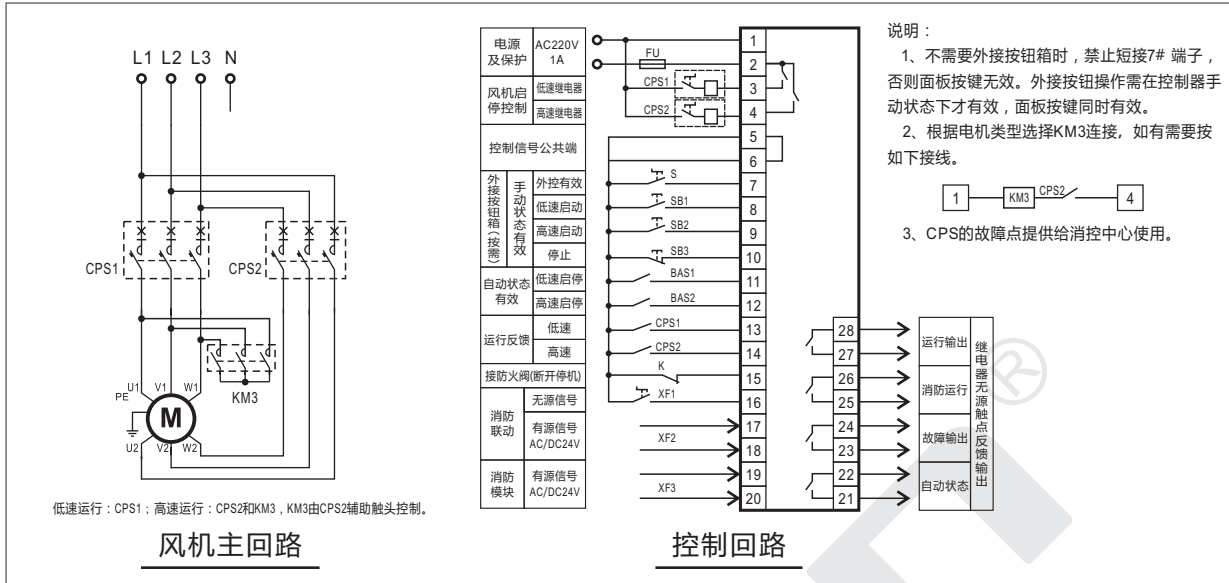 L1 L2 L3 N
CPS1
CPS2
KM3
U1 V1 W1
PE
M
U2 V2 W2
低速运行：CPS1；高速运行：CPS2和KM3，KM3由CPS2辅助触头控制。
风机主回路
电源及保护
AC220V 1A
风机启停控制
低速继电器
高速继电器
控制信号公共端
外接按钮箱（按需）
手动状态有效
外控有效
低速启动
高速启动
停止
自动状态有效
低速启停
高速启停
运行反馈
低速
高速
接防火阀(断开停机)
消防联动
无源信号
有源信号 AC/DC24V
消防模块
有源信号 AC/DC24V
FU
CPS1
CPS2
S
SB1
SB2
SB3
BAS1
BAS2
CPS1
CPS2
K
XF1
XF2
XF3
1
2
3
4
5
6
7
8
9
10
11
12
13
14
15
16
17
18
19
20
28
27
26
25
24
23
22
21
运行输出
消防运行
故障输出
自动状态
继电器无源触点反馈输出
控制回路
说明：
1、不需要外接按钮箱时，禁止短接7# 端子，
否则面板按键无效。外接按钮操作需在控制器手
动状态下才有效，面板按键同时有效。
2、根据电机类型选择KM3连接，如有需要按
如下接线。
1 KM3 CPS2 4
3、CPS的故障点提供给消控中心使用。
®